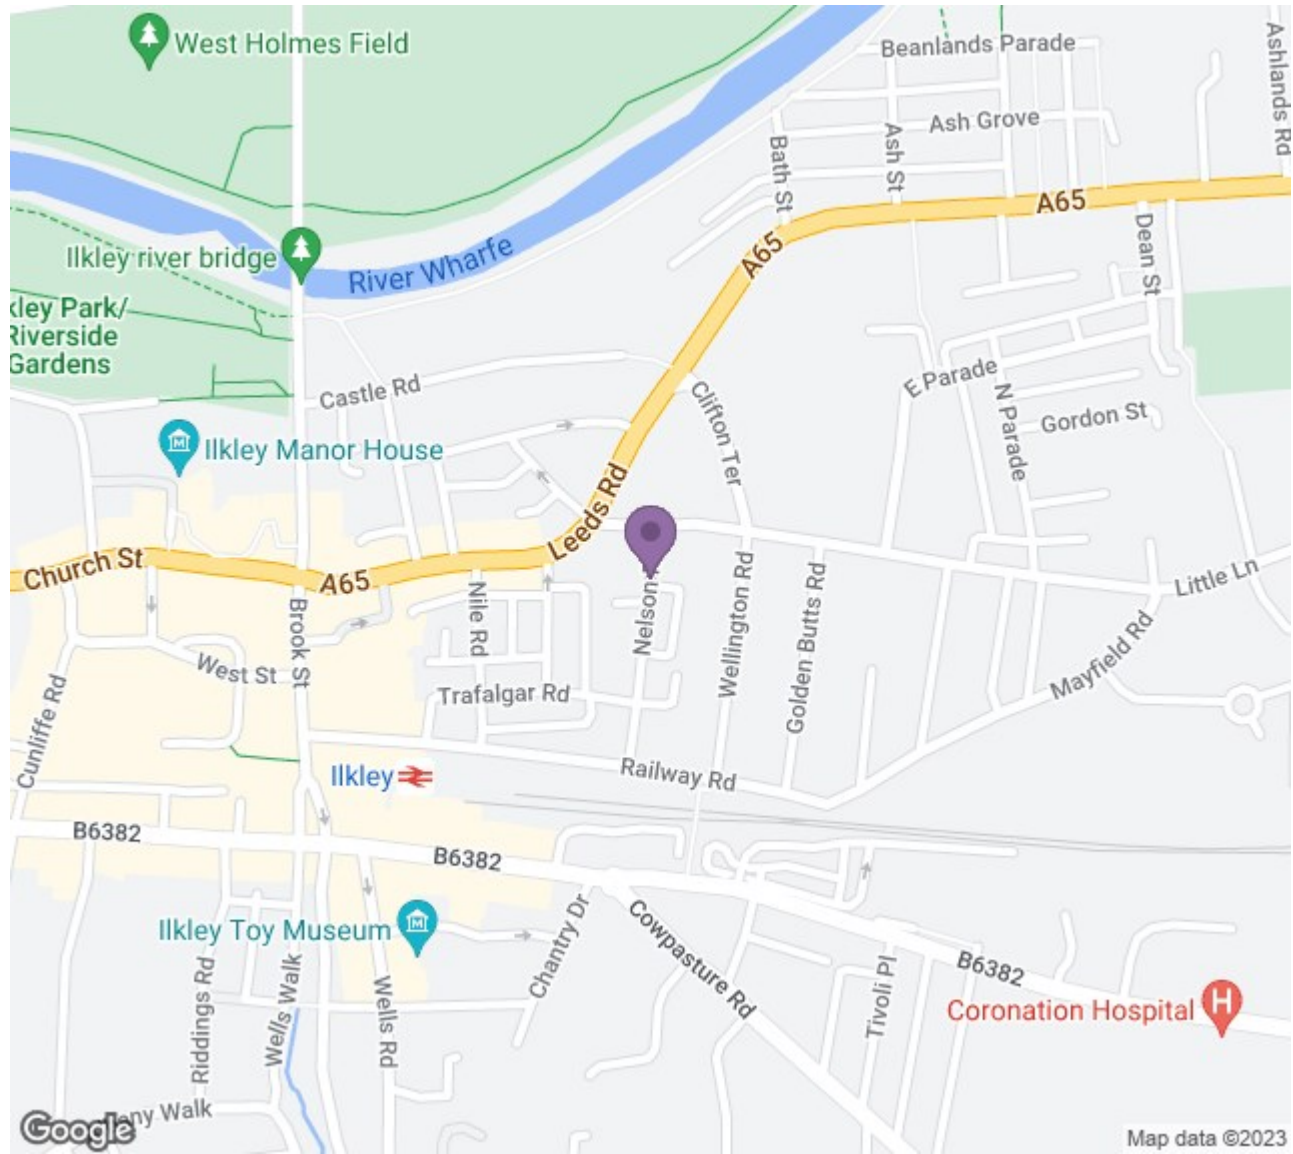 West Holmes Field
Beanlands Parade
Ashlands Rd
Ash Grove
Bath St
Ash St
A65
Dean St
Ilkley river bridge
River Wharfe
A65
kley Park/
Riverside
Gardens
Castle Rd
Clifton Ter
E Parade
N Parade
Gordon St
Ilkley Manor House
Leeds Rd
Church St
A65
Nile Rd
Nelson
Wellington Rd
Golden Butts Rd
Little Ln
Mayfield Rd
Brook St
West St
Cunliffe Rd
Trafalgar Rd
Railway Rd
Ilkley
B6382
B6382
Ilkley Toy Museum
Chantry Dr
Cowpasture Rd
Tivoli Pl
B6382
Coronation Hospital
H
Riddings Rd
Wells Walk
Wells Rd
Walk
Google
Map data ©2023